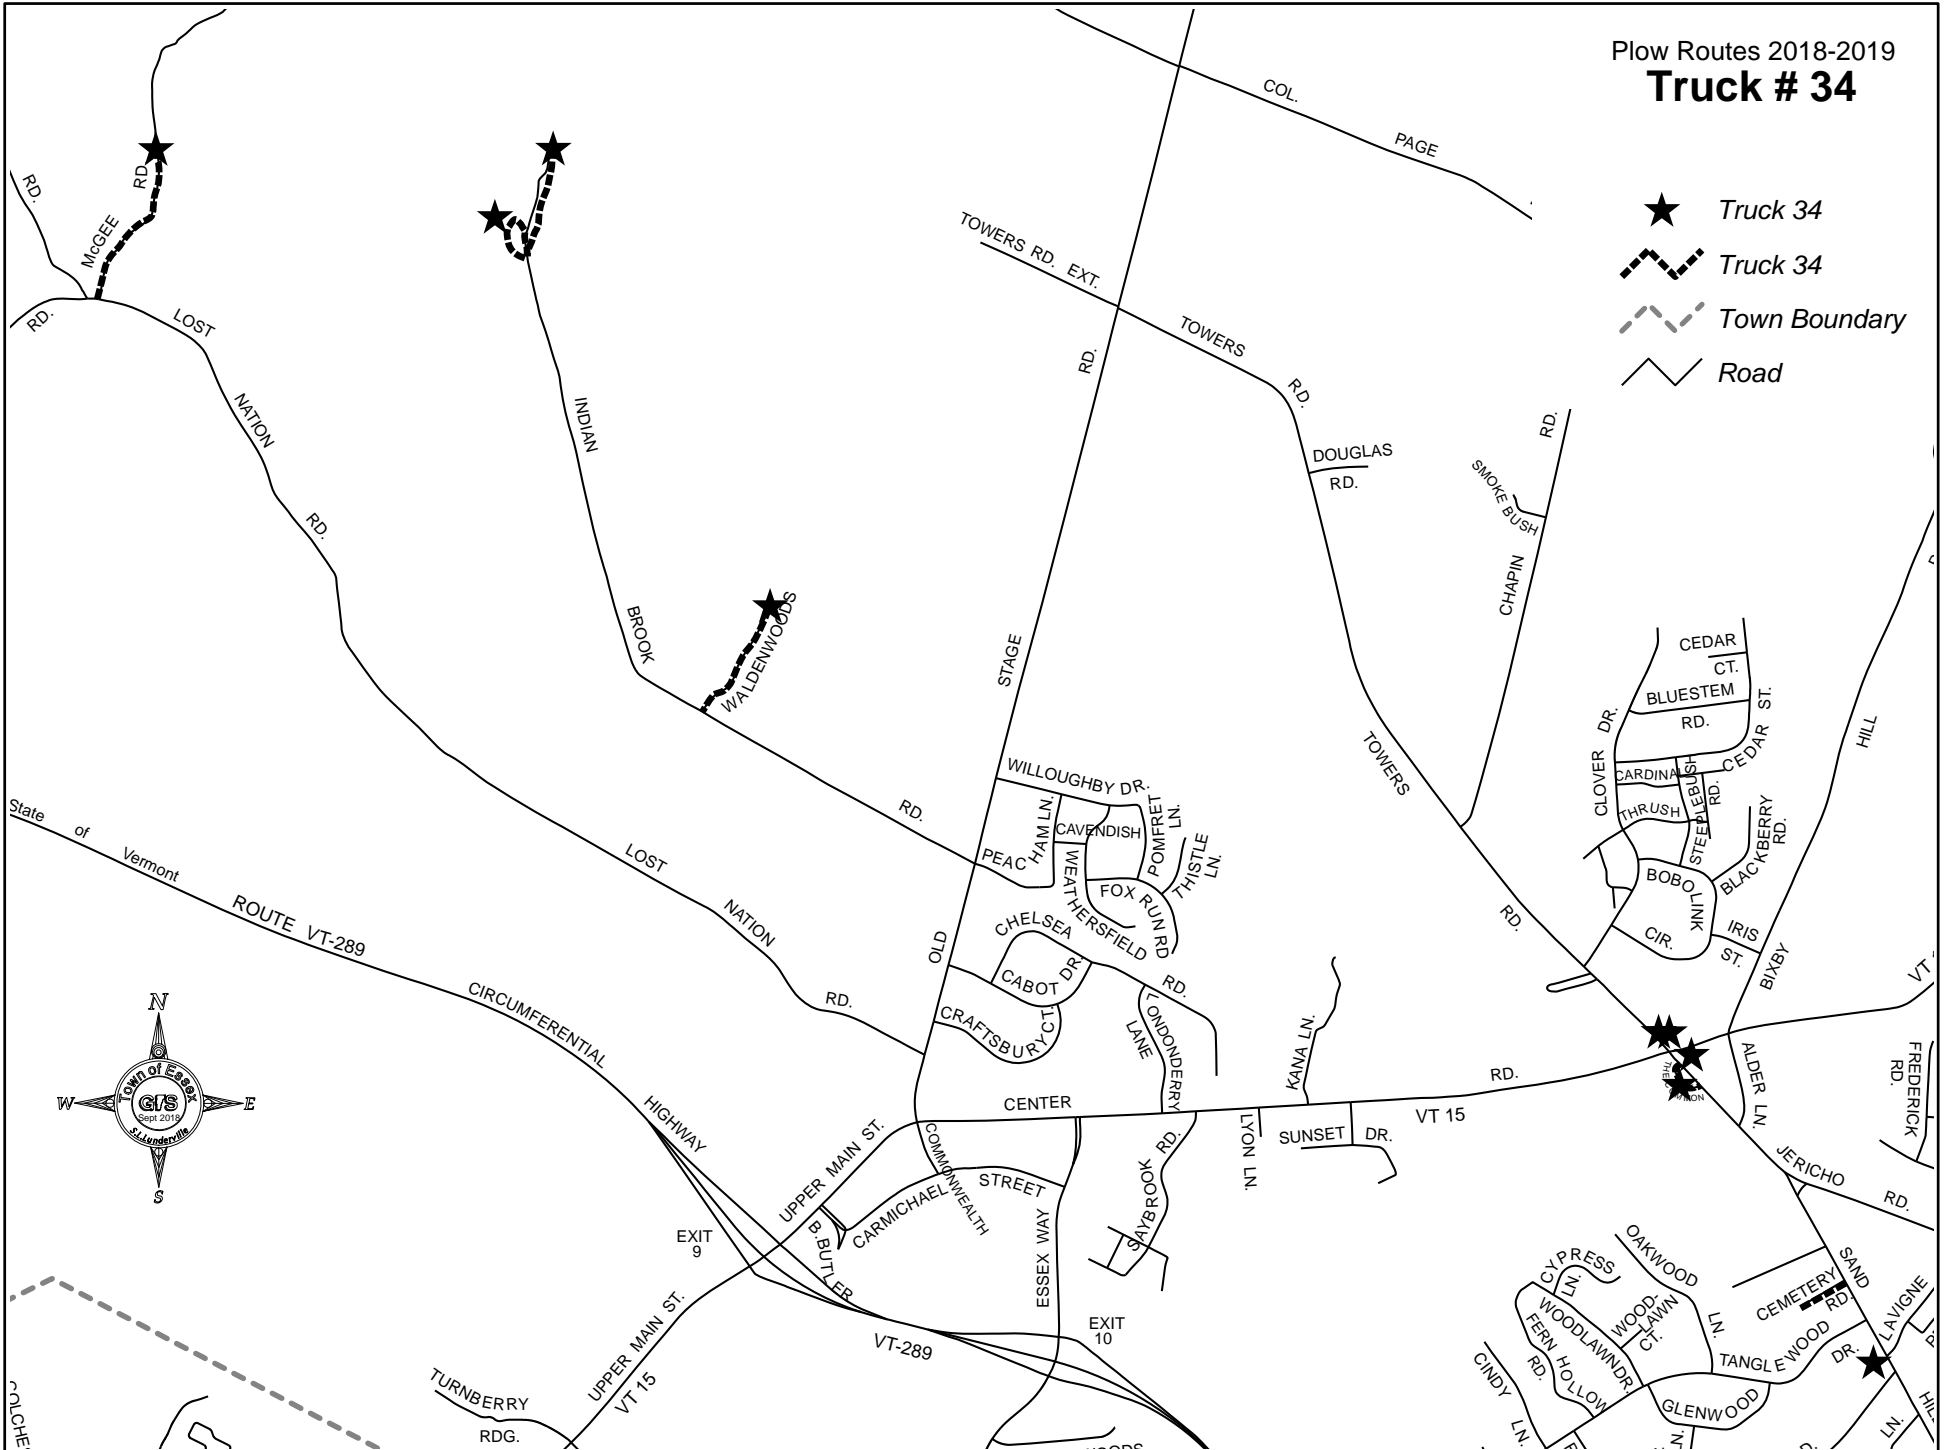 Plow Routes 2018-2019
Truck # 34
Truck 34
Truck 34
Town Boundary
Road
COL.
PAGE
RD.
McGEE
RD.
RD.
LOST
NATION
RD.
INDIAN
BROOK
RD.
WALDENWOODS
TOWERS RD. EXT.
TOWERS
RD.
RD.
STAGE
OLD
DOUGLAS
RD.
SMOKE BUSH
CHAPIN
RD.
TOWERS
RD.
CEDAR
CT.
BLUESTEM
RD.
CEDAR
ST.
CLOVER
DR.
CARDINAL
THRUSH
STEEPLEBUSH
RD.
BLACKBERRY
RD.
BOBOLINK
CIR.
IRIS
ST.
BIXBY
HILL
WILLOUGHBY DR.
HAM LN.
CAVENDISH
POMFRET
LN.
THISTLE
LN.
PEAC
WEATHERSFIELD
FOX RUN RD
CHELSEA
CABOT
DR.
RD.
CRAFTSBURY
CT.
LONDONDERRY
LANE
KANA LN.
LOST
NATION
RD.
State of Vermont
ROUTE VT-289
CIRCUMFERENTIAL
HIGHWAY
N
W
E
S
Town of Essex
GIS
Sept 2018
S.L.Lunderville
CENTER
RD.
VT 15
VT
ALDER LN.
FREDERICK
RD.
JERICHO
RD.
LYON LN.
SUNSET DR.
SAYBROOK
RD.
UPPER MAIN ST.
COMMONWEALTH
CARMICHAEL
STREET
B.BUTLER
ESSEX WAY
EXIT
9
EXIT
10
VT-289
UPPER MAIN ST.
VT 15
TURNBERRY
RDG.
CYPRESS
LN.
OAKWOOD
LN.
WOOD-
LAWN
CT.
WOODLAWN DR.
FERN HOLLOW
RD.
CINDY
LN.
CEMETERY
RD.
SAND
LAVIGNE
TANGLEWOOD
DR.
GLENWOOD
LN.
LN.